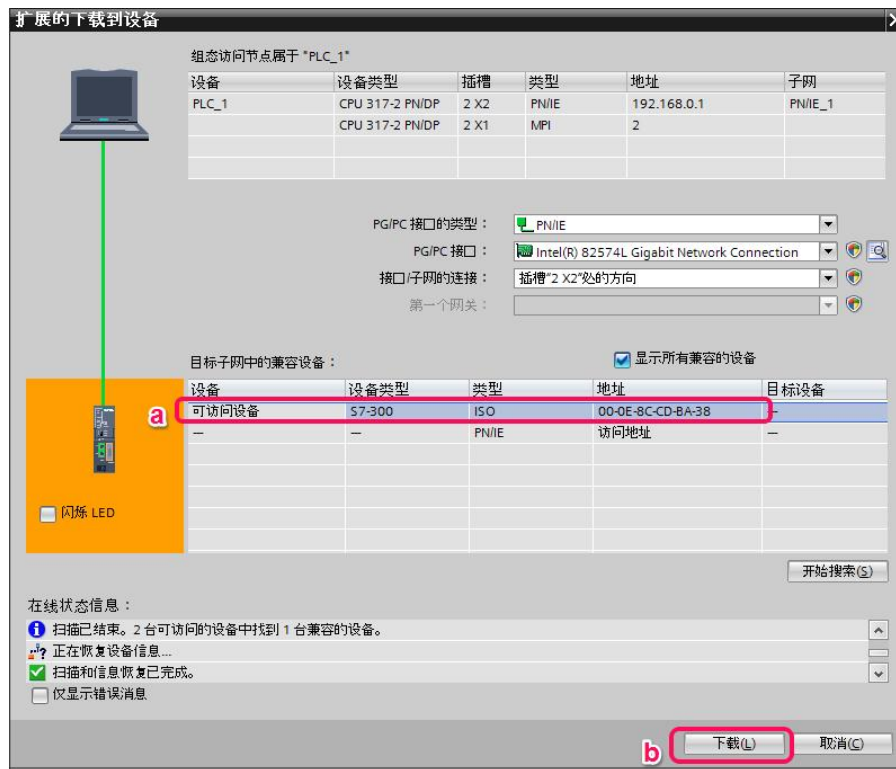 扩展的下载到设备
组态访问节点属于 "PLC_1"
设备 设备类型 插槽 类型 地址 子网
PLC_1 CPU 317-2 PN/DP 2 X2 PN/IE 192.168.0.1 PN/IE_1
CPU 317-2 PN/DP 2 X1 MPI 2
PG/PC 接口的类型： PN/IE
PG/PC 接口： Intel(R) 82574L Gigabit Network Connection
接口/子网的连接： 插槽"2 X2"处的方向
第一个网关：
目标子网中的兼容设备： 显示所有兼容的设备
设备 设备类型 类型 地址 目标设备
a 可访问设备 S7-300 ISO 00-0E-8C-CD-BA-38 —
— — PN/IE 访问地址 —
闪烁 LED
开始搜索(S)
在线状态信息：
扫描已结束。2 台可访问的设备中找到 1 台兼容的设备。
正在恢复设备信息...
扫描和信息恢复已完成。
仅显示错误消息
b 下载(L) 取消(C)